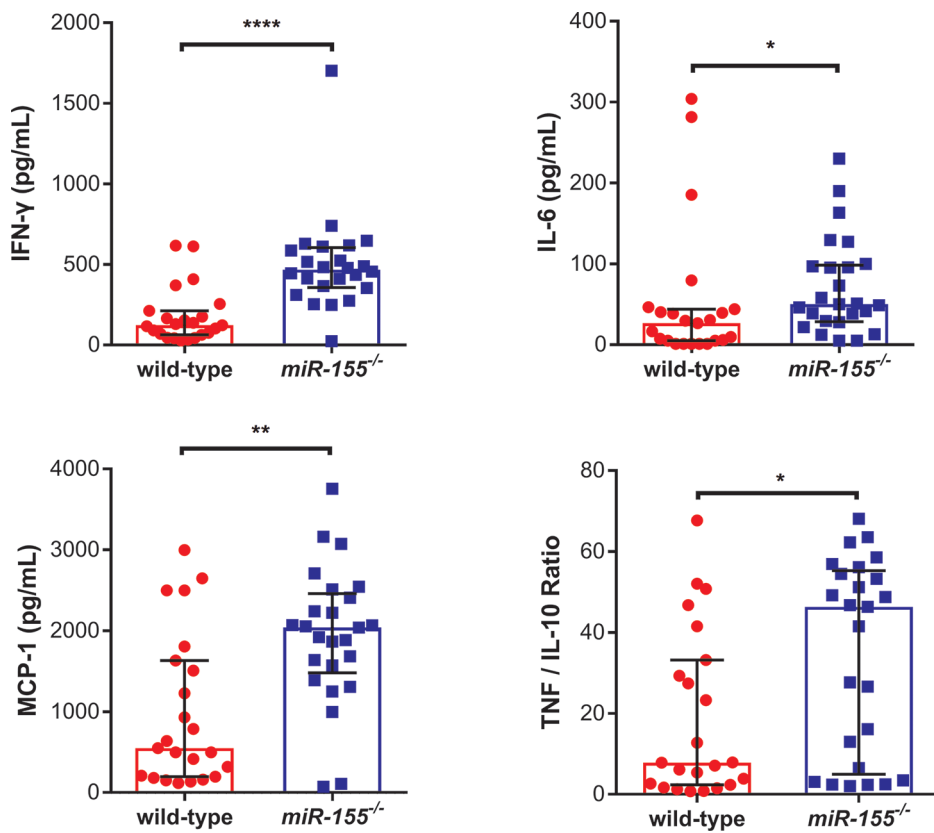 IFN-γ (pg/mL)
2000
1500
1000
500
0
****
wild-type
miR-155-/-
IL-6 (pg/mL)
400
300
200
100
0
*
wild-type
miR-155-/-
MCP-1 (pg/mL)
4000
3000
2000
1000
0
**
wild-type
miR-155-/-
TNF / IL-10 Ratio
80
60
40
20
0
*
wild-type
miR-155-/-